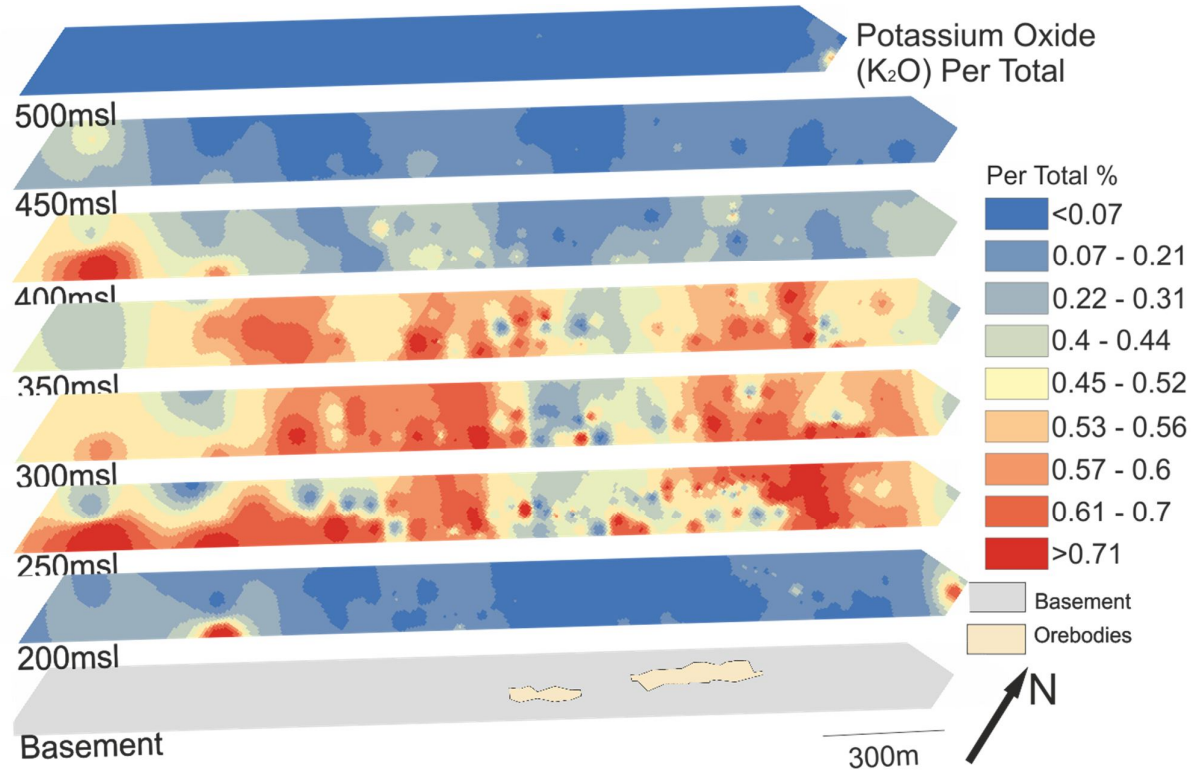 Potassium Oxide
(K₂O) Per Total
500msl
450msl
400msl
350msl
300msl
250msl
200msl
Basement
Per Total %
<0.07
0.07 - 0.21
0.22 - 0.31
0.4 - 0.44
0.45 - 0.52
0.53 - 0.56
0.57 - 0.6
0.61 - 0.7
>0.71
Basement
Orebodies
N
300m